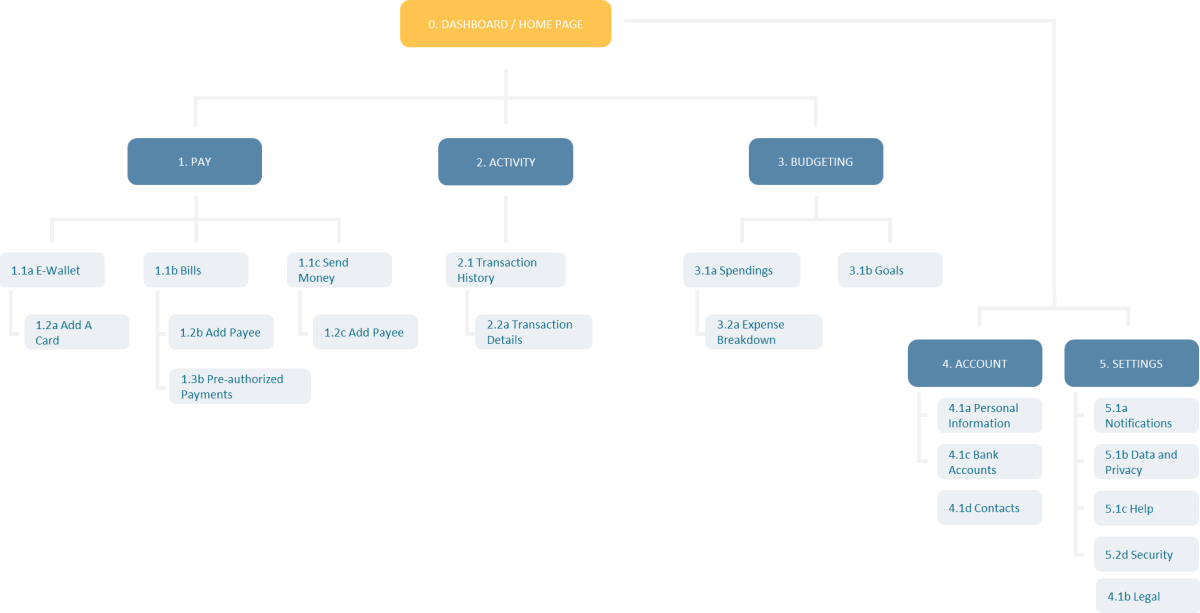 0. DASHBOARD / HOME PAGE
1. PAY
2. ACTIVITY
3. BUDGETING
1.1a E-Wallet
1.1b Bills
1.1c Send
Money
2.1 Transaction
History
3.1a Spendings
3.1b Goals
1.2a Add A
Card
1.2b Add Payee
1.2c Add Payee
2.2a Transaction
Details
3.2a Expense
Breakdown
1.3b Pre-authorized
Payments
4. ACCOUNT
5. SETTINGS
4.1a Personal
Information
5.1a
Notifications
4.1c Bank
Accounts
5.1b Data and
Privacy
4.1d Contacts
5.1c Help
5.2d Security
4.1b Legal